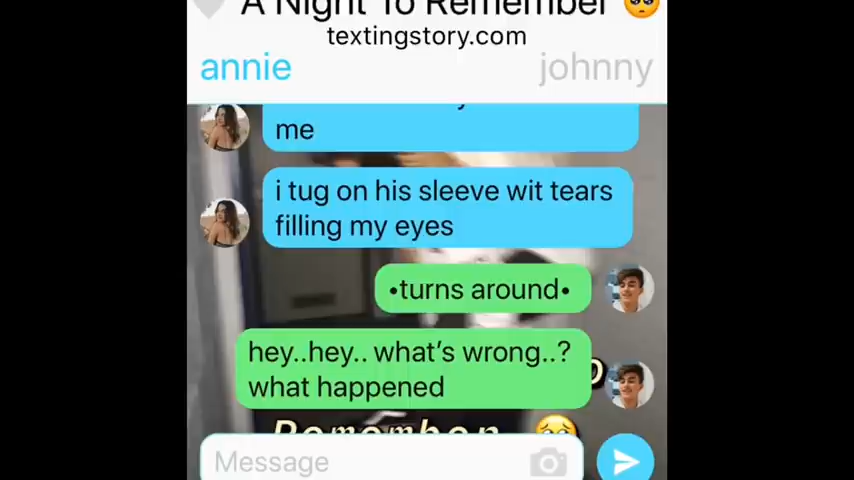 A Night To Remember 🥺
textingstory.com
annie johnny
me
i tug on his sleeve wit tears
filling my eyes
•turns around•
hey..hey.. what's wrong..?
what happened
Remember 🥺
Message